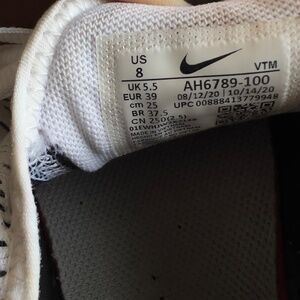 US
8
VTM
UK 5.5
EUR 39
cm 25
BR 37.5
CN 250(2.5)
AH6789-100
08/12/20 | 10/14/20
UPC 00888413779948